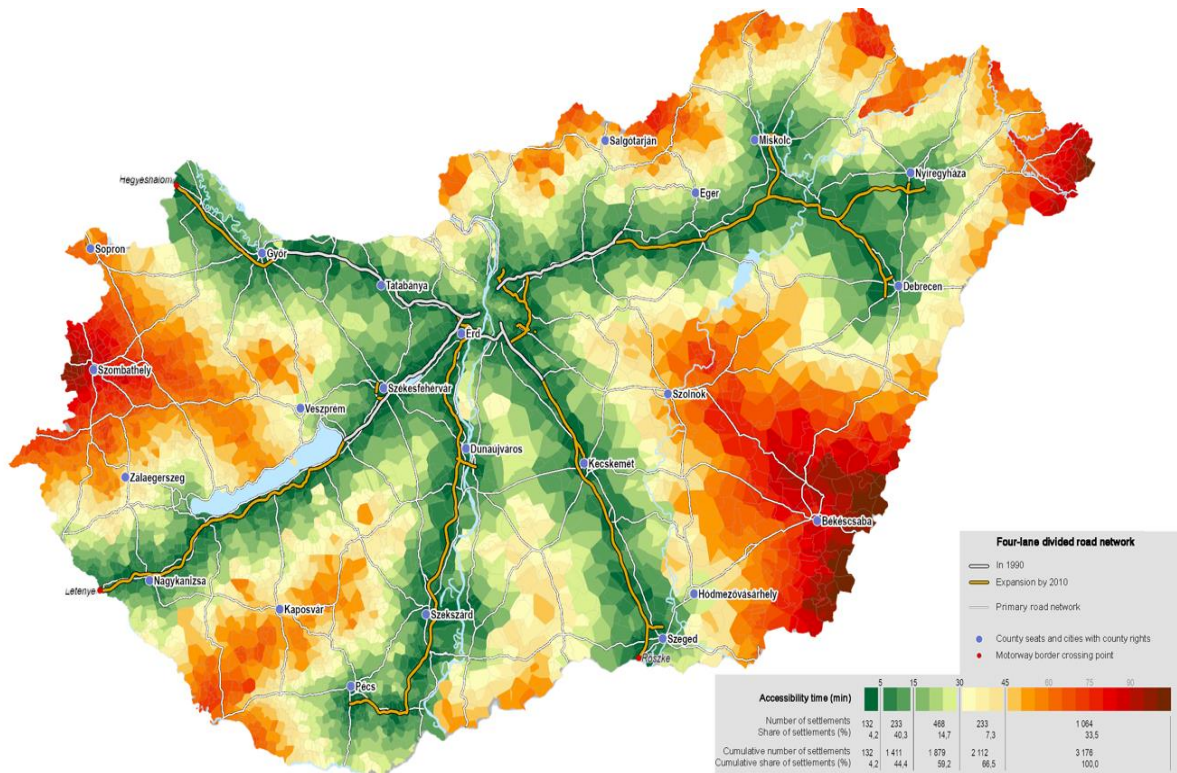 Salgótarján
Miskolc
Nyíregyháza
Hegyeshalom
Eger
Sopron
Győr
Tatabánya
Debrecen
Érd
Szombathely
Székesfehérvár
Szolnok
Veszprém
Dunaújváros
Zalaegerszeg
Kecskemét
Békéscsaba
Letenye
Nagykanizsa
Kaposvár
Szekszárd
Hódmezővásárhely
Szeged
Röszke
Pécs
Four-lane divided road network
In 1990
Expansion by 2010
Primary road network
County seats and cities with county rights
Motorway border crossing point
5 15 30 45 60 75 90
Accessibility time (min)
Number of settlements 132 233 468 233 1 064
Share of settlements (%) 4,2 40,3 14,7 7,3 33,5
Cumulative number of settlements 132 1 411 1 879 2 112 3 176
Cumulative share of settlements (%) 4,2 44,4 59,2 66,5 100,0